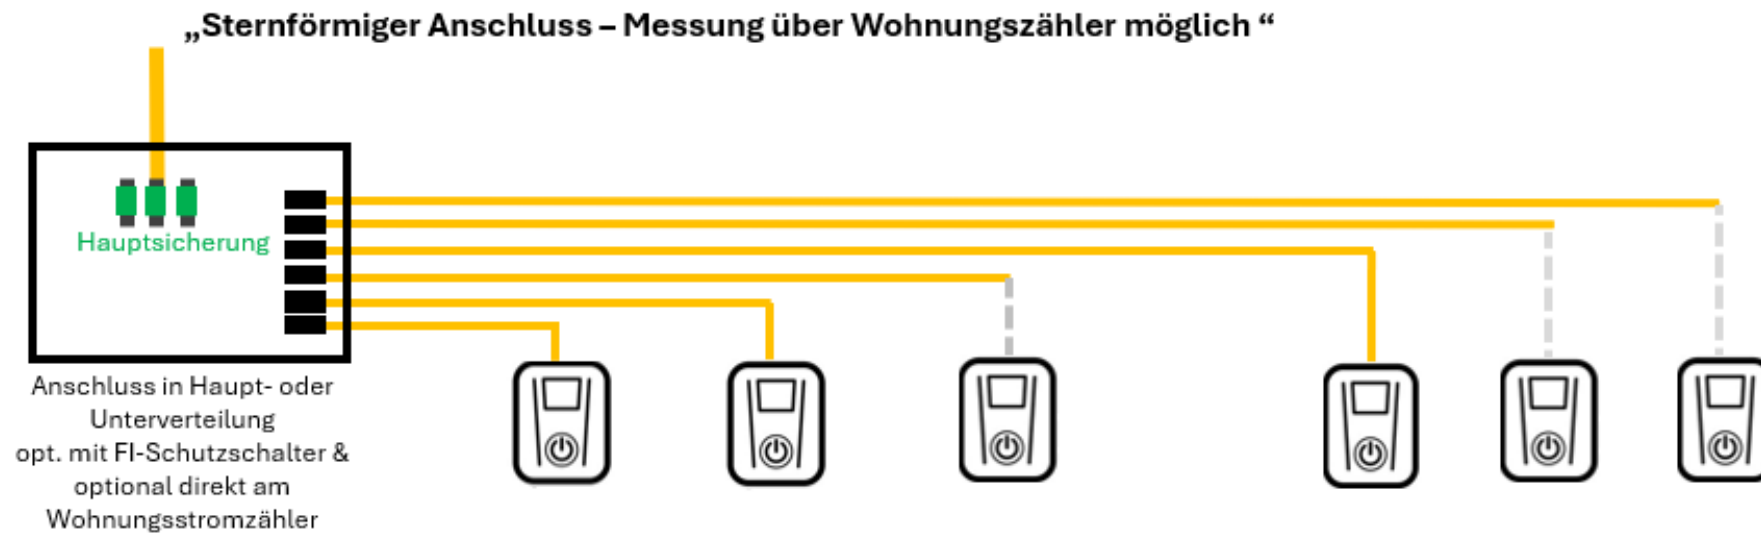 „Sternförmiger Anschluss – Messung über Wohnungszähler möglich “
Hauptsicherung
Anschluss in Haupt- oder
Unterverteilung
opt. mit FI-Schutzschalter &
optional direkt am
Wohnungsstromzähler